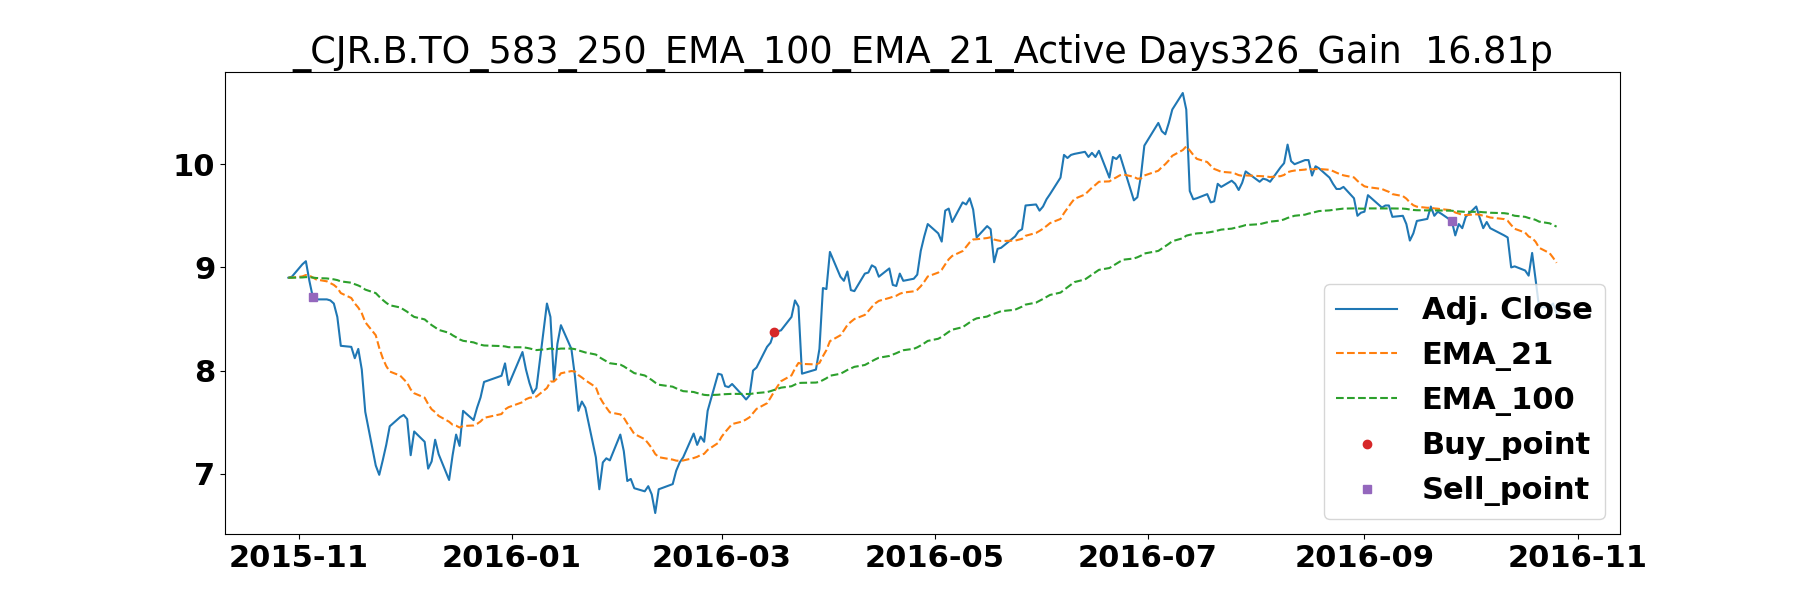 _CJR.B.TO_583_250_EMA_100_EMA_21_Active Days326_Gain  16.81p
10
9
8
7
Adj. Close
EMA_21
EMA_100
Buy_point
Sell_point
2015-11 2016-01 2016-03 2016-05 2016-07 2016-09 2016-11